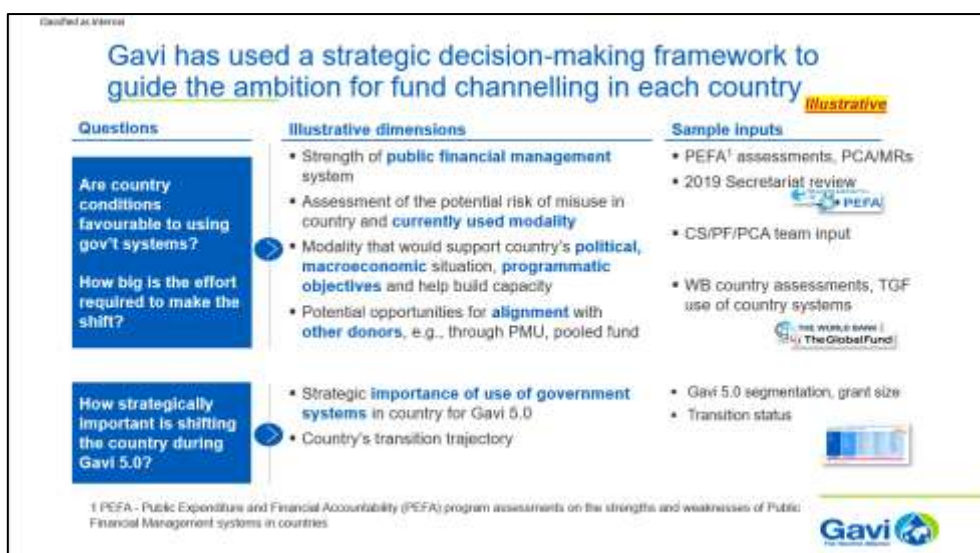 Classified as Internal
Gavi has used a strategic decision-making framework to
guide the ambition for fund channelling in each country
Illustrative
Questions
Illustrative dimensions
Sample inputs
Are country
conditions
favourable to using
gov't systems?
How big is the effort
required to make the
shift?
▪ Strength of public financial management
system
▪ Assessment of the potential risk of misuse in
country and currently used modality
▪ Modality that would support country's political,
macroeconomic situation, programmatic
objectives and help build capacity
▪ Potential opportunities for alignment with
other donors, e.g., through PMU, pooled fund
▪ PEFA¹ assessments, PCA/MRs
▪ 2019 Secretariat review
PEFA
▪ CS/PF/PCA team input
▪ WB country assessments, TGF
use of country systems
THE WORLD BANK
TheGlobalFund
How strategically
important is shifting
the country during
Gavi 5.0?
▪ Strategic importance of use of government
systems in country for Gavi 5.0
▪ Country's transition trajectory
▪ Gavi 5.0 segmentation, grant size
▪ Transition status
1 PEFA - Public Expenditure and Financial Accountability (PEFA) program assessments on the strengths and weaknesses of Public
Financial Management systems in countries
Gavi